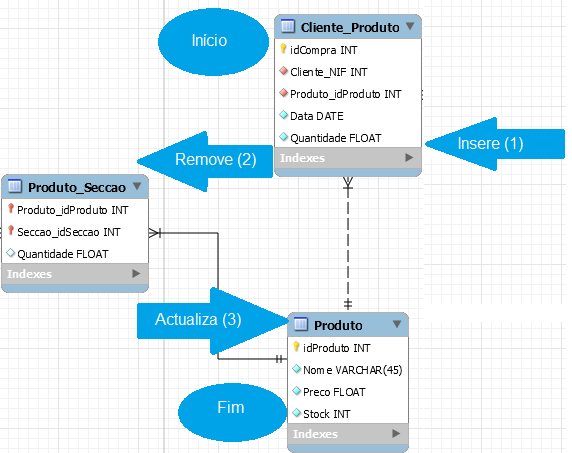 Início
Cliente_Produto
idCompra INT
Cliente_NIF INT
Produto_idProduto INT
Data DATE
Quantidade FLOAT
Indexes
Insere (1)
Remove (2)
Produto_Seccao
Produto_idProduto INT
Seccao_idSeccao INT
Quantidade FLOAT
Indexes
Actualiza (3)
Produto
idProduto INT
Nome VARCHAR(45)
Preco FLOAT
Stock INT
Indexes
Fim